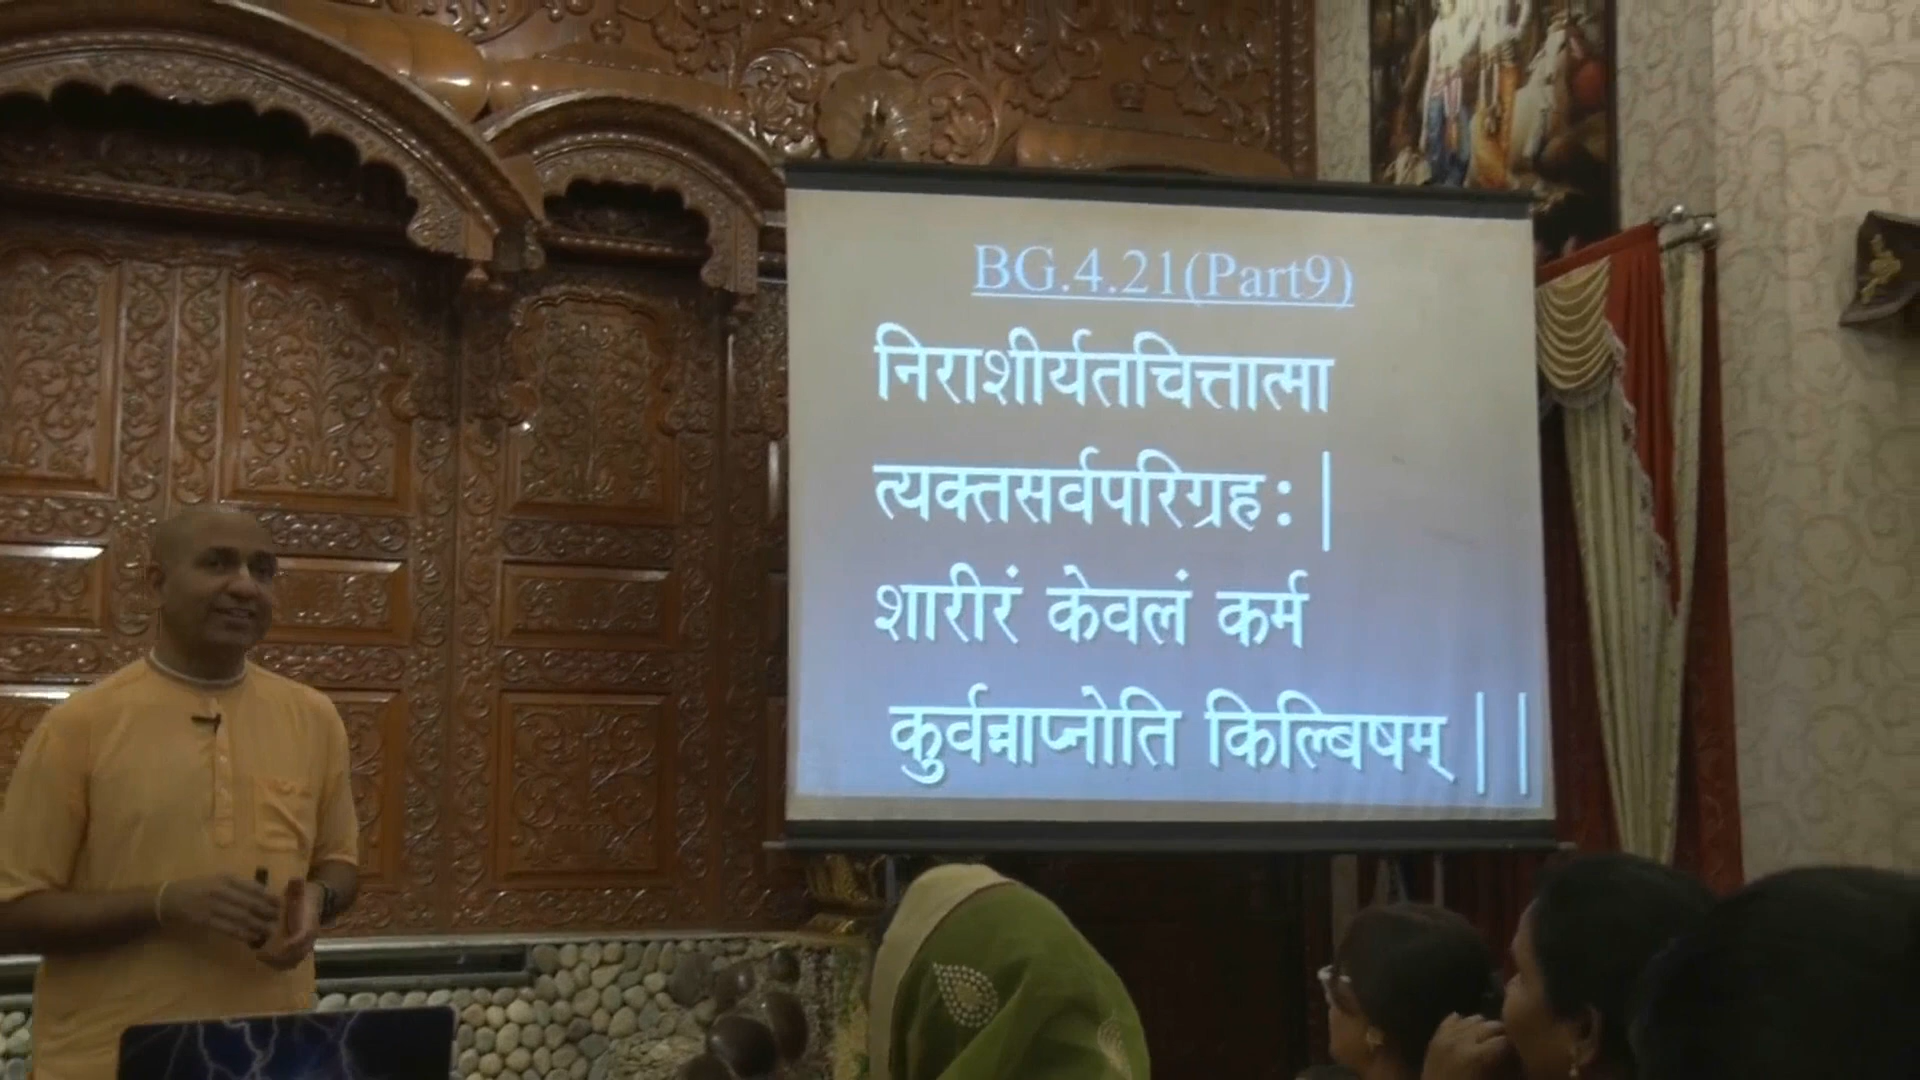 BG.4.21(Part9)
निराशीर्यतचित्तात्मा
त्यक्तसर्वपरिग्रह: |
शारीरं केवलं कर्म
कुर्वन्नाप्नोति किल्बिषम् | |